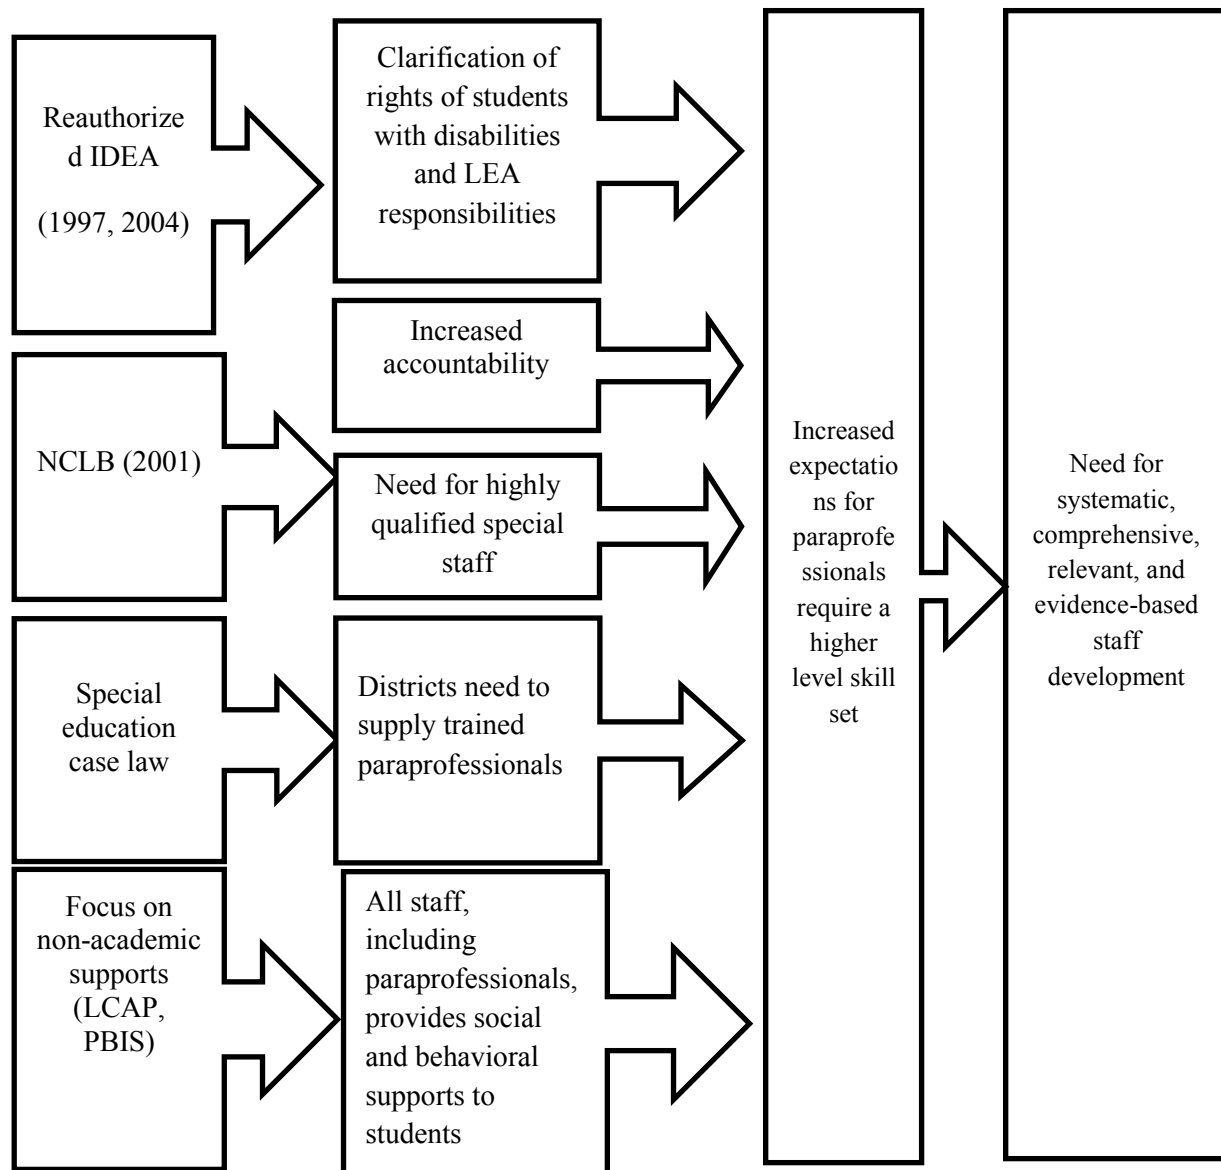 Reauthorize
d IDEA
(1997, 2004)
Clarification of
rights of students
with disabilities
and LEA
responsibilities
Increased
accountability
NCLB (2001)
Need for highly
qualified special
staff
Special
education
case law
Districts need to
supply trained
paraprofessionals
Focus on
non-academic
supports
(LCAP,
PBIS)
All staff,
including
paraprofessionals,
provides social
and behavioral
supports to
students
Increased
expectatio
ns for
paraprofe
ssionals
require a
higher
level skill
set
Need for
systematic,
comprehensive,
relevant, and
evidence-based
staff
development